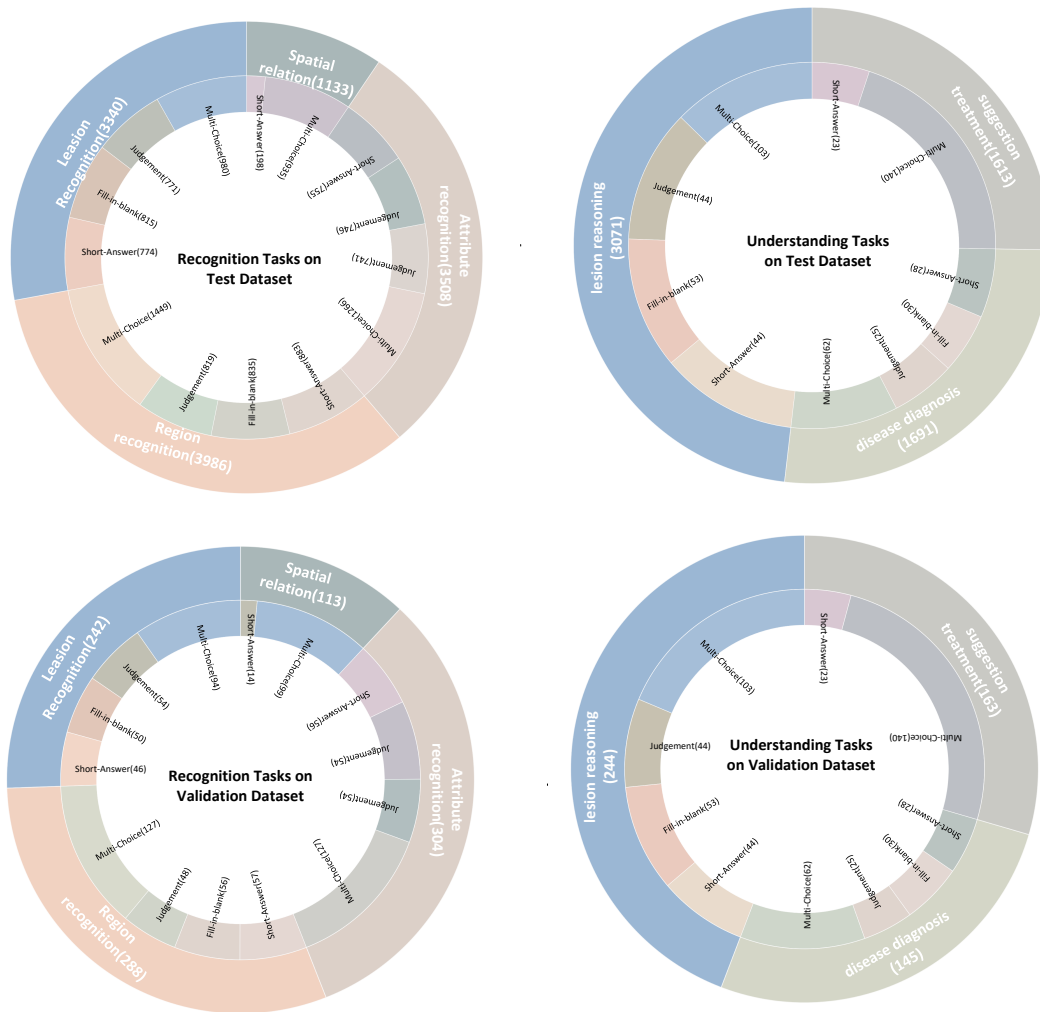 Spatial
relation(1133)
Attribute
recognition(3508)
Region
recognition(3986)
Leasion
Recognition(3340)
Short-Answer(198)
Multi-Choice(935)
Short-Answer(755)
Judgement(746)
Judgement(741)
Multi-Choice(1266)
Short-Answer(883)
Fill-in-blank(835)
Judgement(819)
Multi-Choice(1449)
Short-Answer(774)
Fill-in-blank(815)
Judgement(771)
Multi-Choice(980)
Recognition Tasks on
Test Dataset
suggestion
treatment(1613)
disease diagnosis
(1691)
lesion reasoning
(3071)
Short-Answer(23)
Multi-Choice(140)
Short-Answer(28)
Fill-in-blank(30)
Judgement(25)
Multi-Choice(62)
Short-Answer(44)
Fill-in-blank(53)
Judgement(44)
Multi-Choice(103)
Understanding Tasks
on Test Dataset
Spatial
relation(113)
Attribute
recognition(304)
Region
recognition(288)
Leasion
Recognition(242)
Short-Answer(14)
Multi-Choice(99)
Short-Answer(56)
Judgement(54)
Judgement(54)
Multi-Choice(127)
Short-Answer(57)
Fill-in-blank(56)
Judgement(48)
Multi-Choice(127)
Short-Answer(46)
Fill-in-blank(50)
Judgement(54)
Multi-Choice(94)
Recognition Tasks on
Validation Dataset
suggestion
treatment(163)
disease diagnosis
(145)
lesion reasoning
(244)
Short-Answer(23)
Multi-Choice(140)
Short-Answer(28)
Fill-in-blank(30)
Judgement(25)
Multi-Choice(62)
Short-Answer(44)
Fill-in-blank(53)
Judgement(44)
Multi-Choice(103)
Understanding Tasks
on Validation Dataset